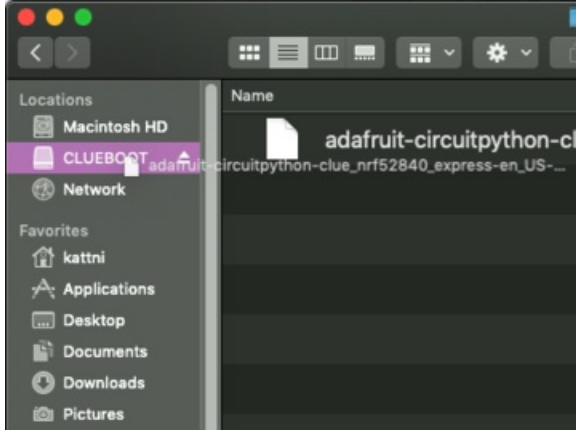 Locations
Name
Macintosh HD
adafruit-circuitpython-cl
CLUEBOOT
adafruit-circuitpython-clue_nrf52840_express-en_US-...
Network
Favorites
kattni
Applications
Desktop
Documents
Downloads
Pictures